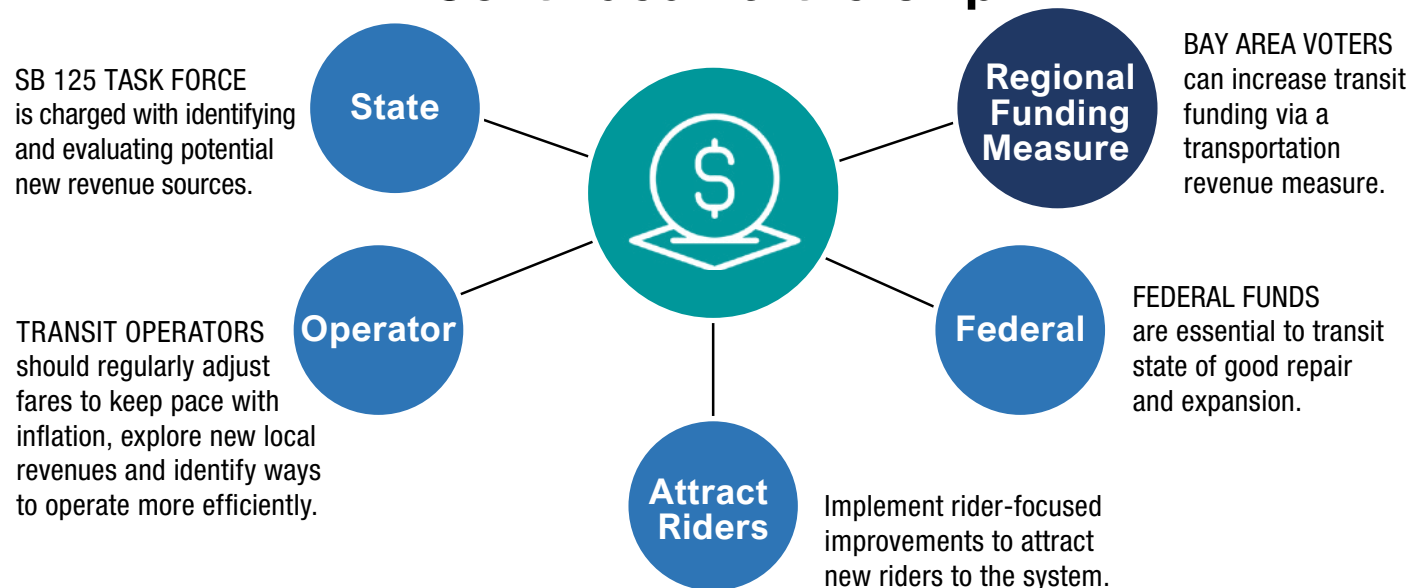 SB 125 TASK FORCE
is charged with identifying
and evaluating potential
new revenue sources.
State
$
Regional
Funding
Measure
BAY AREA VOTERS
can increase transit
funding via a
transportation
revenue measure.
TRANSIT OPERATORS
should regularly adjust
fares to keep pace with
inflation, explore new local
revenues and identify ways
to operate more efficiently.
Operator
Federal
FEDERAL FUNDS
are essential to transit
state of good repair
and expansion.
Attract
Riders
Implement rider-focused
improvements to attract
new riders to the system.